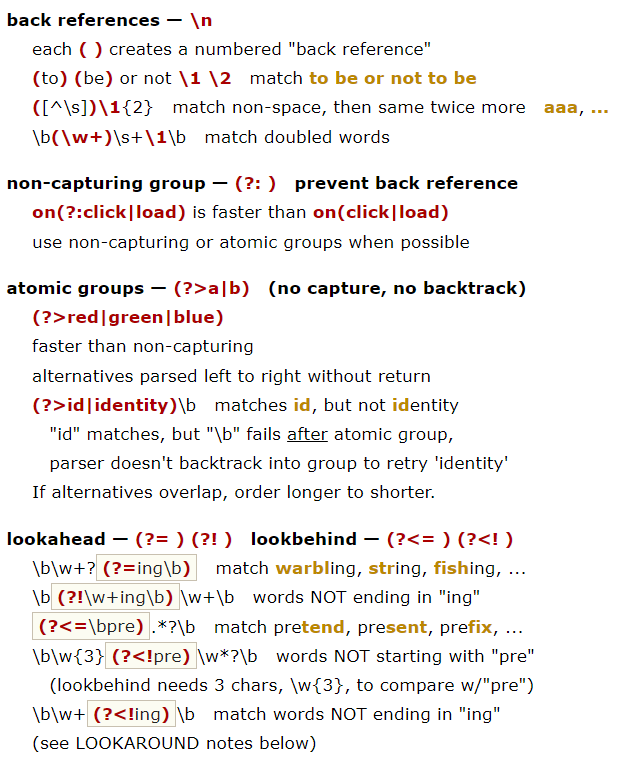 back references — \n
each ( ) creates a numbered "back reference"
(to) (be) or not \1 \2 match to be or not to be
([^\s])\1{2} match non-space, then same twice more aaa, ...
\b(\w+)\s+\1\b match doubled words
non-capturing group — (?: ) prevent back reference
on(?:click|load) is faster than on(click|load)
use non-capturing or atomic groups when possible
atomic groups — (?>a|b) (no capture, no backtrack)
(?>red|green|blue)
faster than non-capturing
alternatives parsed left to right without return
(?>id|identity)\b matches id, but not identity
"id" matches, but "\b" fails after atomic group,
parser doesn't backtrack into group to retry 'identity'
If alternatives overlap, order longer to shorter.
lookahead — (?= ) (?! ) lookbehind — (?<= ) (?<! )
\b\w+?(?=ing\b) match warbling, string, fishing, ...
\b(?!\w+ing\b)\w+\b words NOT ending in "ing"
(?<=\bpre).*?\b match pretend, present, prefix, ...
\b\w{3}(?<!pre)\w*?\b words NOT starting with "pre"
(lookbehind needs 3 chars, \w{3}, to compare w/"pre")
\b\w+(?<!ing)\b match words NOT ending in "ing"
(see LOOKAROUND notes below)